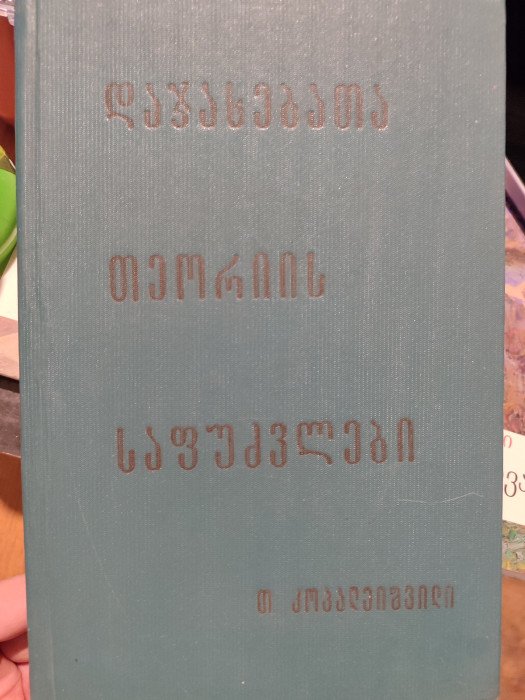 დაჯახებათა
თეორიის
საფუძვლები
თ კოპალეიშვილი